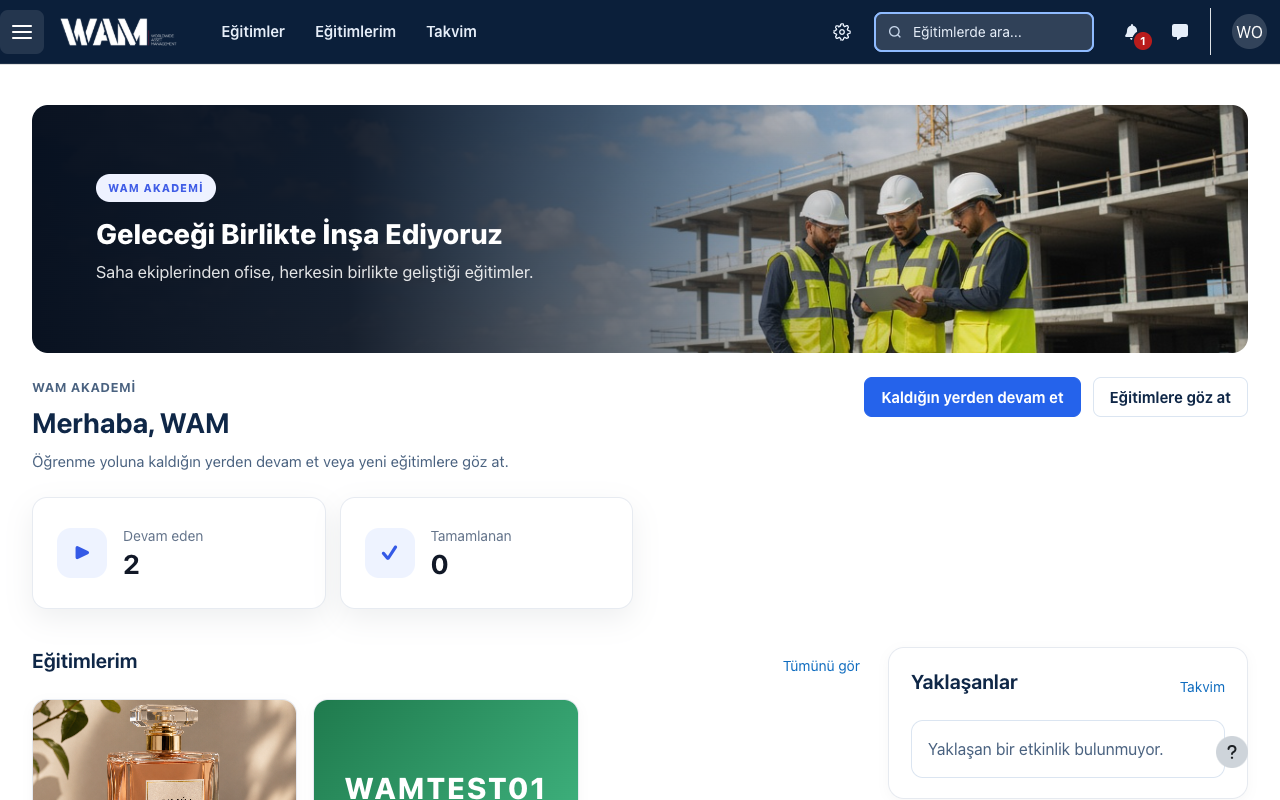 WAM
WORLDWIDE
ASSET
MANAGEMENT
Eğitimler
Eğitimlerim
Takvim
Eğitimlerde ara...
1
WO
WAM AKADEMİ
Geleceği Birlikte İnşa Ediyoruz
Saha ekiplerinden ofise, herkesin birlikte geliştiği eğitimler.
WAM AKADEMİ
Merhaba, WAM
Öğrenme yoluna kaldığın yerden devam et veya yeni eğitimlere göz at.
Kaldığın yerden devam et
Eğitimlere göz at
Devam eden
2
Tamamlanan
0
Eğitimlerim
Tümünü gör
WAMTEST01
Yaklaşanlar
Takvim
Yaklaşan bir etkinlik bulunmuyor.
?